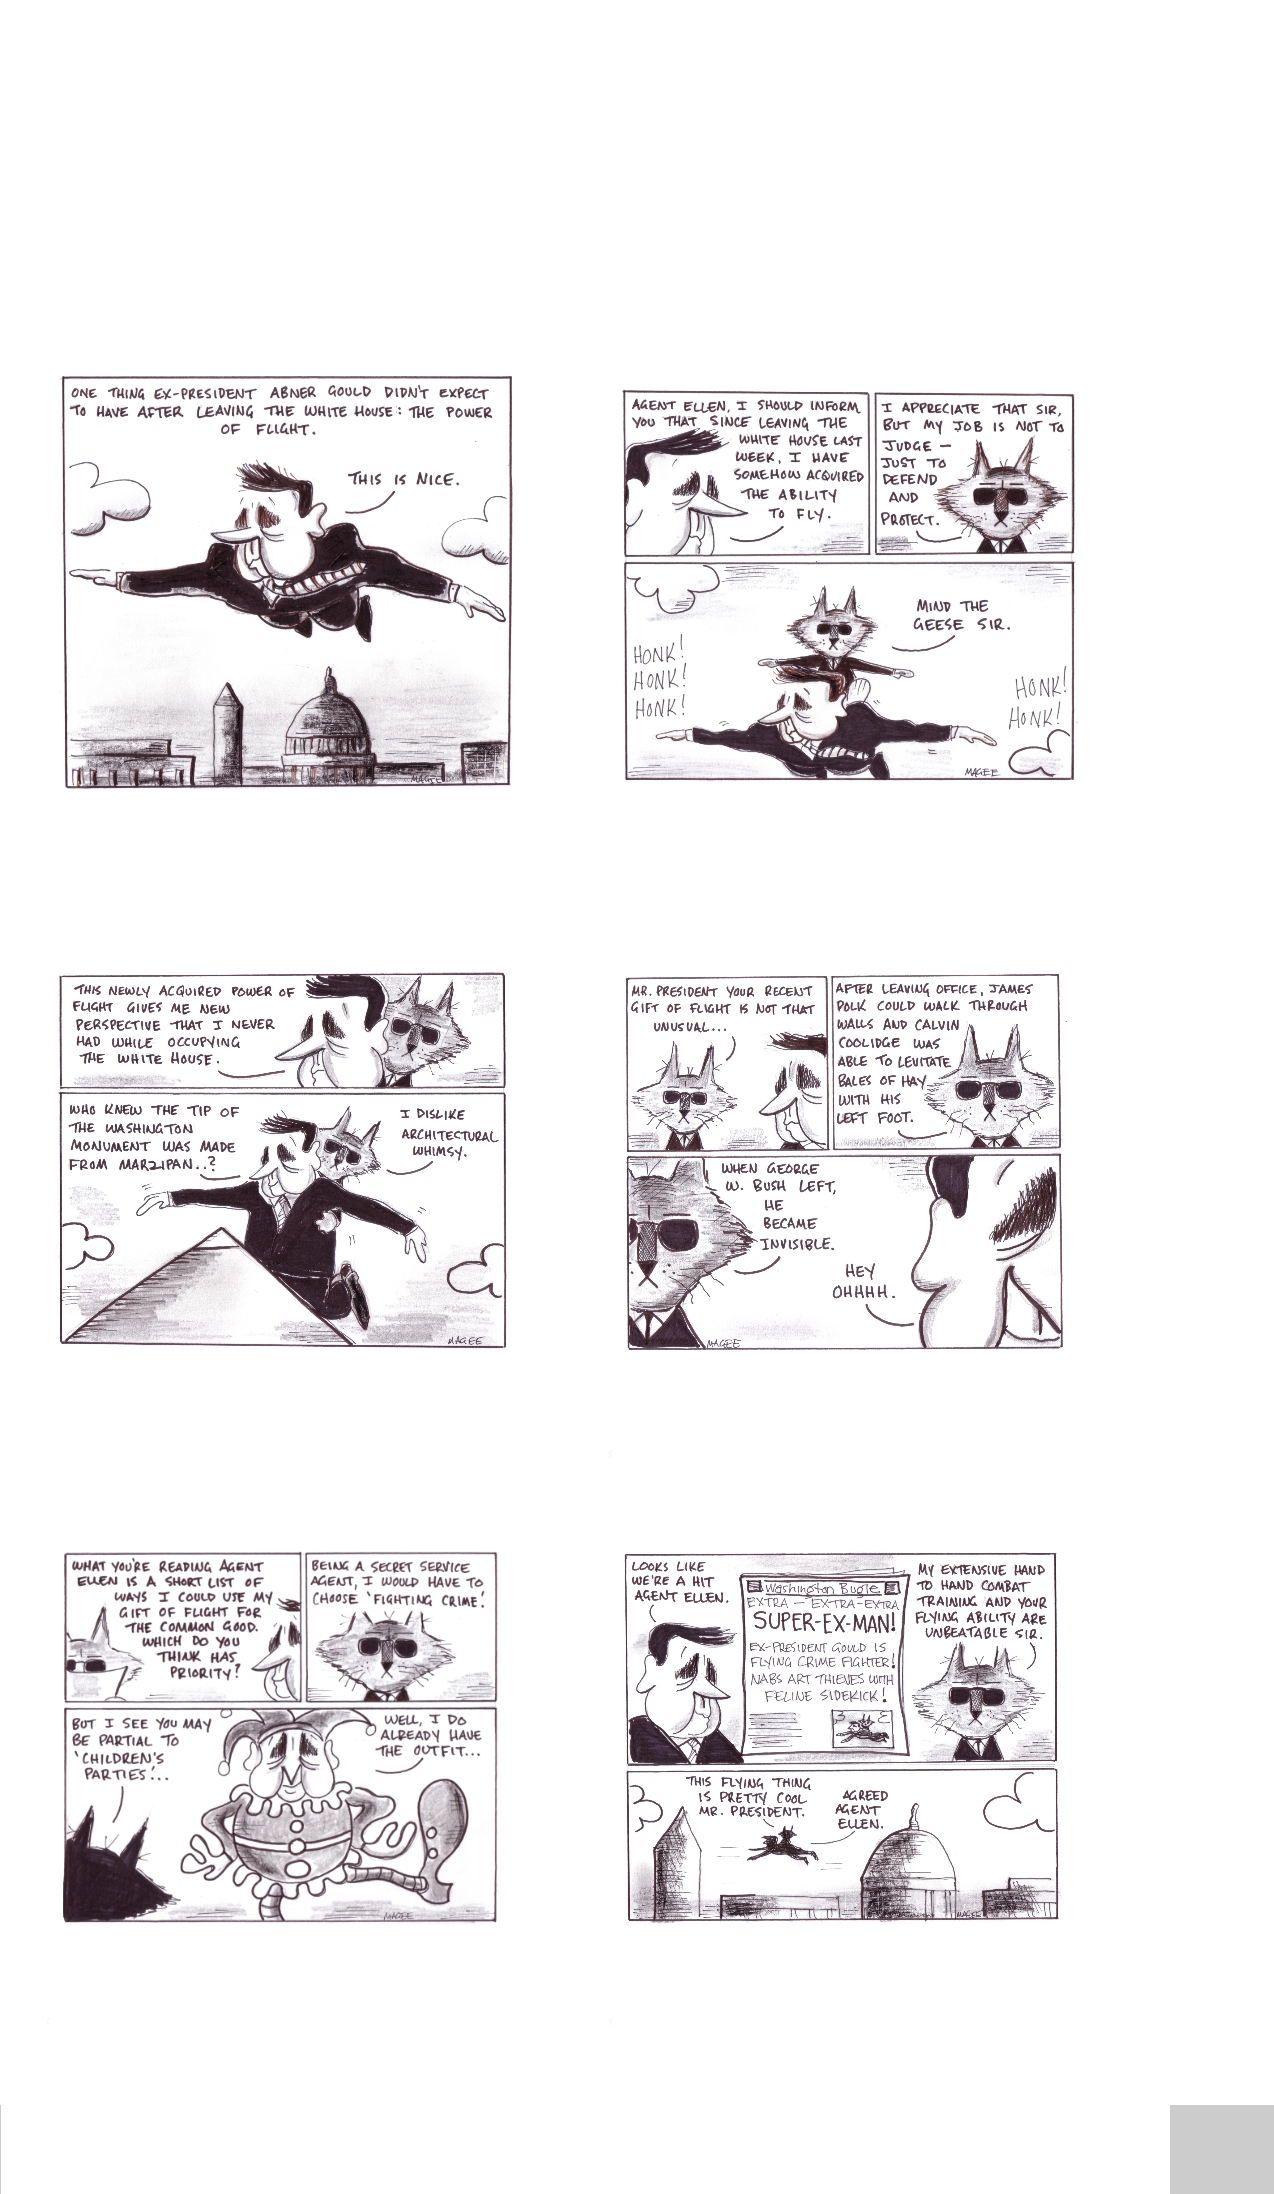 ONE THING EX-PRESIDENT ABNER GOULD DIDN'T EXPECT
TO HAVE AFTER LEAVING THE WHITE HOUSE: THE POWER
OF FLIGHT.
THIS IS NICE.
MAGEE
AGENT ELLEN, I SHOULD INFORM
YOU THAT SINCE LEAVING THE
WHITE HOUSE LAST
WEEK, I HAVE
SOMEHOW ACQUIRED
THE ABILITY
TO FLY.
I APPRECIATE THAT SIR,
BUT MY JOB IS NOT TO
JUDGE —
JUST TO
DEFEND
AND
PROTECT.
MIND THE
GEESE SIR.
HONK!
HONK!
HONK!
HONK!
HONK!
MAGEE
THIS NEWLY ACQUIRED POWER OF
FLIGHT GIVES ME NEW
PERSPECTIVE THAT I NEVER
HAD WHILE OCCUPYING
THE WHITE HOUSE.
WHO KNEW THE TIP OF
THE WASHINGTON
MONUMENT WAS MADE
FROM MARZIPAN..?
I DISLIKE
ARCHITECTURAL
WHIMSY.
MAGEE
MR. PRESIDENT YOUR RECENT
GIFT OF FLIGHT IS NOT THAT
UNUSUAL...
AFTER LEAVING OFFICE, JAMES
POLK COULD WALK THROUGH
WALLS AND CALVIN
COOLIDGE WAS
ABLE TO LEVITATE
BALES OF HAY
WITH HIS
LEFT FOOT.
WHEN GEORGE
W. BUSH LEFT,
HE
BECAME
INVISIBLE.
HEY
OHHHH.
MAGEE
WHAT YOU'RE READING AGENT
ELLEN IS A SHORT LIST OF
WAYS I COULD USE MY
GIFT OF FLIGHT FOR
THE COMMON GOOD.
WHICH DO YOU
THINK HAS
PRIORITY?
BEING A SECRET SERVICE
AGENT, I WOULD HAVE TO
CHOOSE 'FIGHTING CRIME'.
BUT I SEE YOU MAY
BE PARTIAL TO
'CHILDREN'S
PARTIES'...
WELL, I DO
ALREADY HAVE
THE OUTFIT...
MAGEE
LOOKS LIKE
WE'RE A HIT
AGENT ELLEN.
Washington Bugle
EXTRA — EXTRA-EXTRA
SUPER-EX-MAN!
EX-PRESIDENT GOULD IS
FLYING CRIME FIGHTER!
NABS ART THIEVES WITH
FELINE SIDEKICK!
MY EXTENSIVE HAND
TO HAND COMBAT
TRAINING AND YOUR
FLYING ABILITY ARE
UNBEATABLE SIR.
THIS FLYING THING
IS PRETTY COOL
MR. PRESIDENT.
AGREED
AGENT
ELLEN.
MAGEE